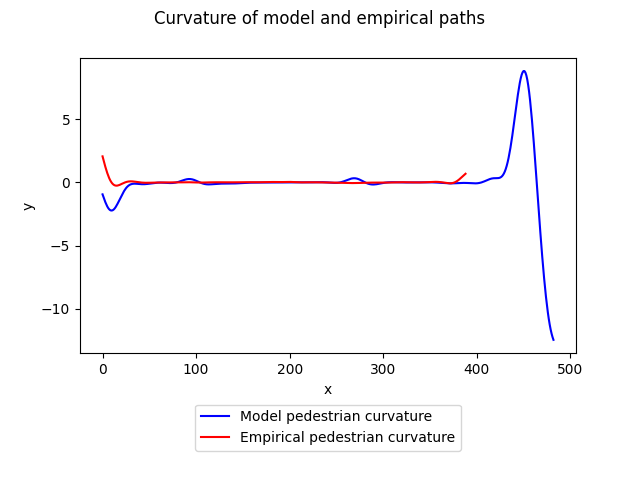 Curvature of model and empirical paths
5
0
−5
−10
y
0 100 200 300 400 500
x
Model pedestrian curvature
Empirical pedestrian curvature